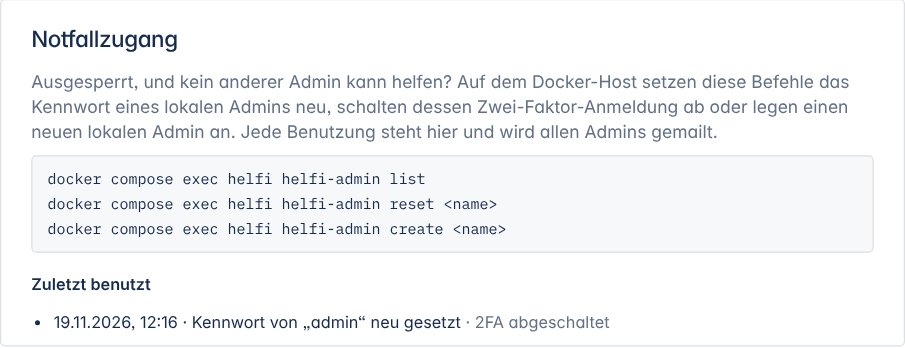 Notfallzugang
Ausgesperrt, und kein anderer Admin kann helfen? Auf dem Docker-Host setzen diese Befehle das
Kennwort eines lokalen Admins neu, schalten dessen Zwei-Faktor-Anmeldung ab oder legen einen
neuen lokalen Admin an. Jede Benutzung steht hier und wird allen Admins gemailt.
docker compose exec helfi helfi-admin list
docker compose exec helfi helfi-admin reset <name>
docker compose exec helfi helfi-admin create <name>
Zuletzt benutzt
• 19.11.2026, 12:16 · Kennwort von „admin“ neu gesetzt · 2FA abgeschaltet